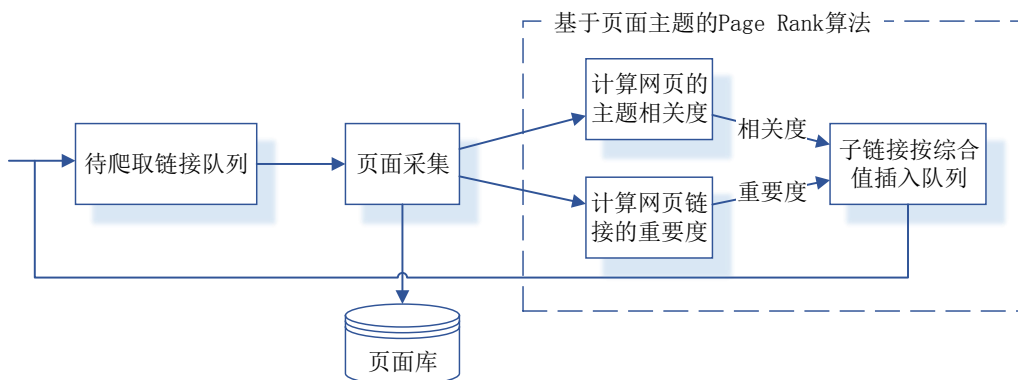 基于页面主题的Page Rank算法
待爬取链接队列
页面采集
计算网页的
主题相关度
相关度
计算网页链
接的重要度
重要度
子链接按综合
值插入队列
页面库